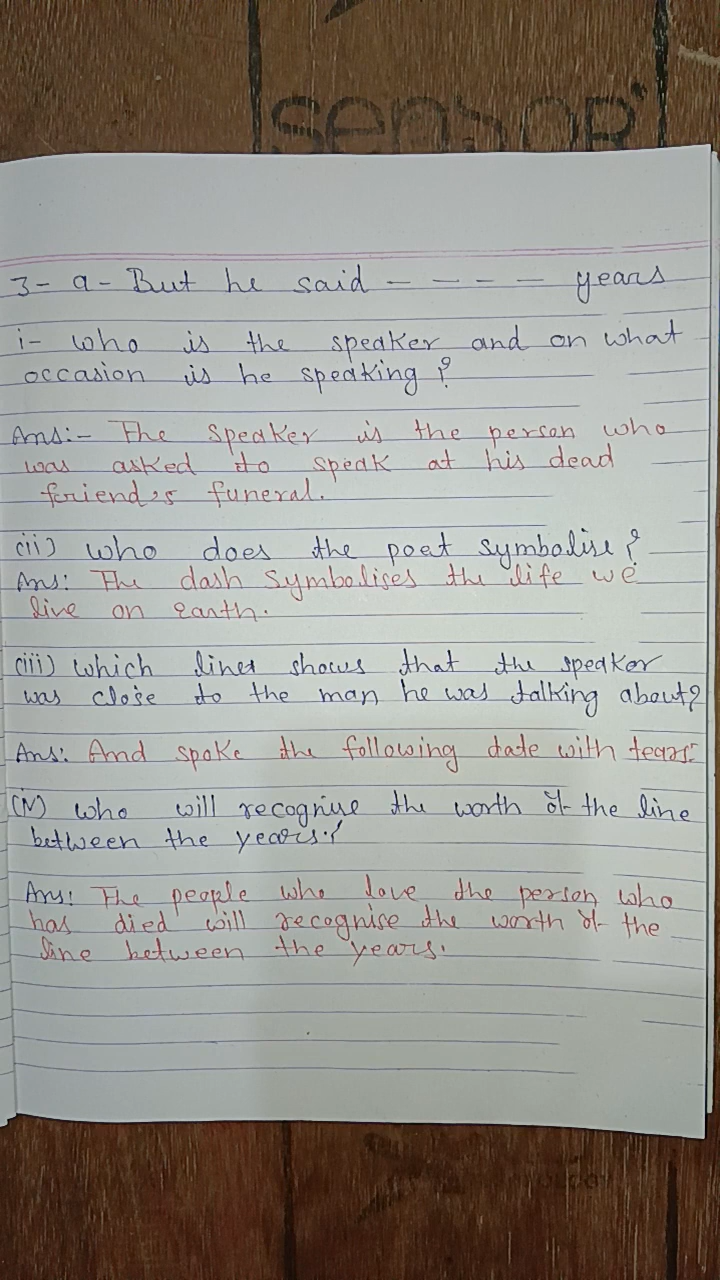 SENSOR
3- a- But he said - - - - years
i- who is the speaker and on what
occasion is he speaking ?
Ans:- The speaker is the person who
was asked to speak at his dead
friend's funeral.
(ii) who does the poet symbolise ?
Ans: The dash symbolises the life we
live on earth.
(iii) which lines shows that the speaker
was close to the man he was talking about?
Ans: And spoke the following date with tears.
(iv) who will recognise the worth of the line
between the years?
Ans: The people who love the person who
has died will recognise the worth of the
line between the years.